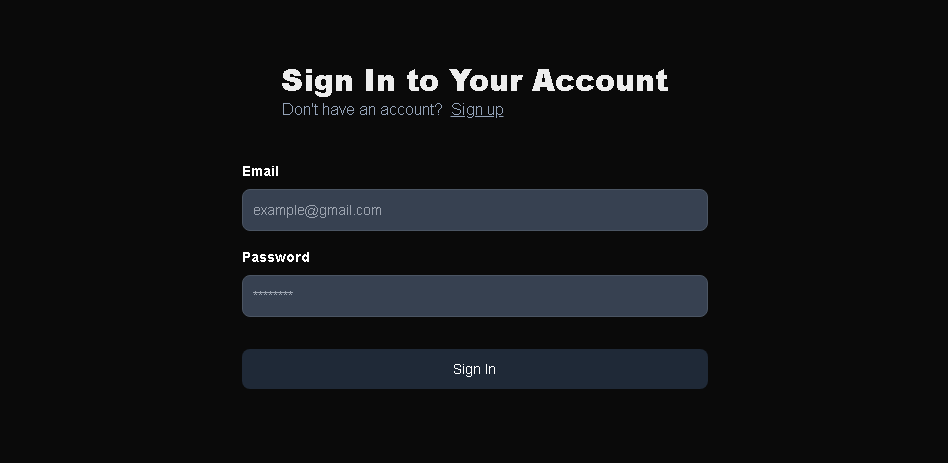 Sign In to Your Account
Don't have an account? Sign up
Email
example@gmail.com
Password
********
Sign In